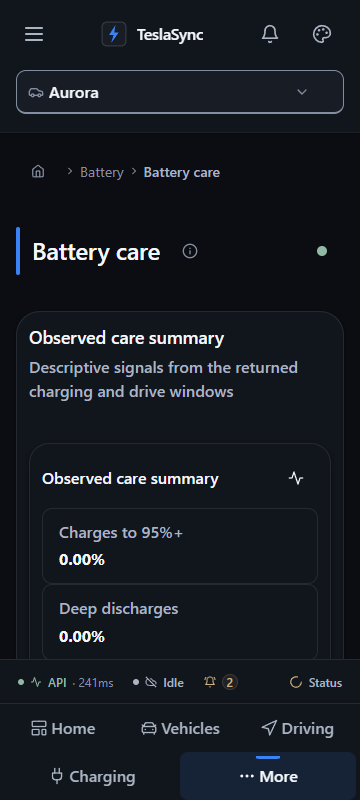 TeslaSync
Aurora
Battery
Battery care
Battery care
Observed care summary
Descriptive signals from the returned
charging and drive windows
Observed care summary
Charges to 95%+
0.00%
Deep discharges
0.00%
API · 241ms
Idle
2
Status
Home
Vehicles
Driving
Charging
More